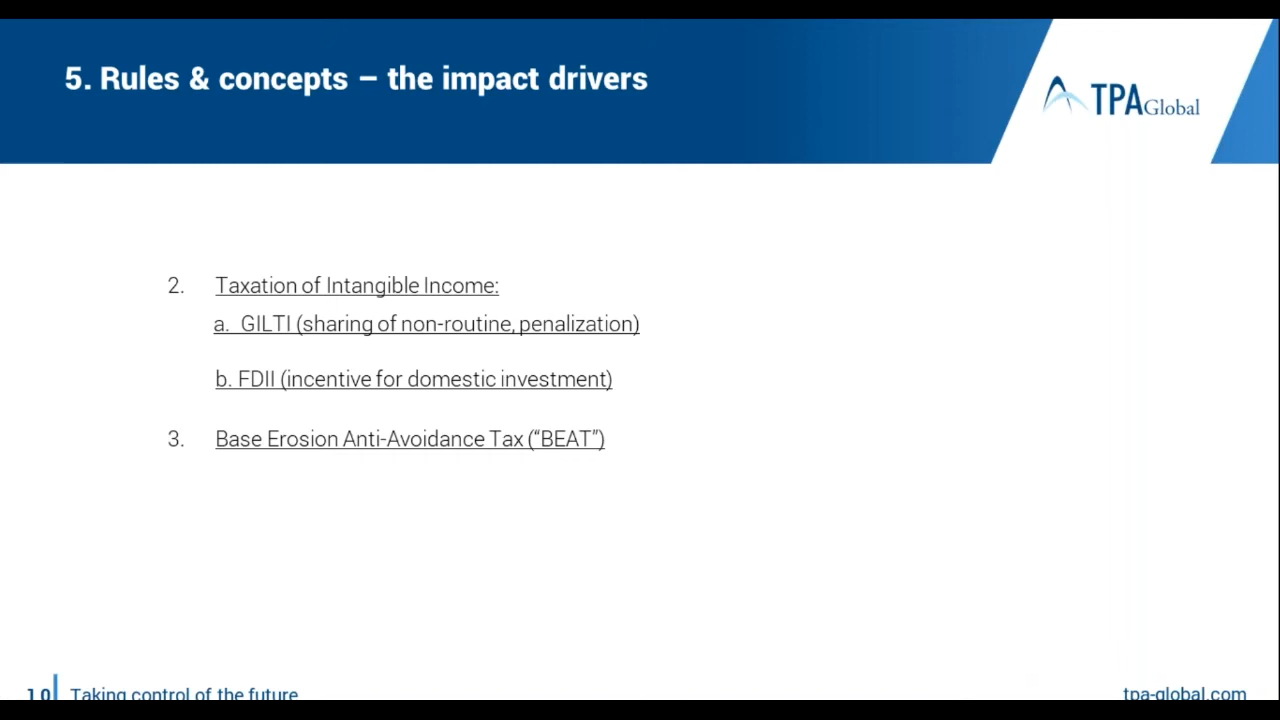 5. Rules & concepts – the impact drivers
TPA Global
2. Taxation of Intangible Income:
a. GILTI (sharing of non-routine, penalization)
b. FDII (incentive for domestic investment)
3. Base Erosion Anti-Avoidance Tax (“BEAT”)
10 Taking control of the future
tpa-global.com